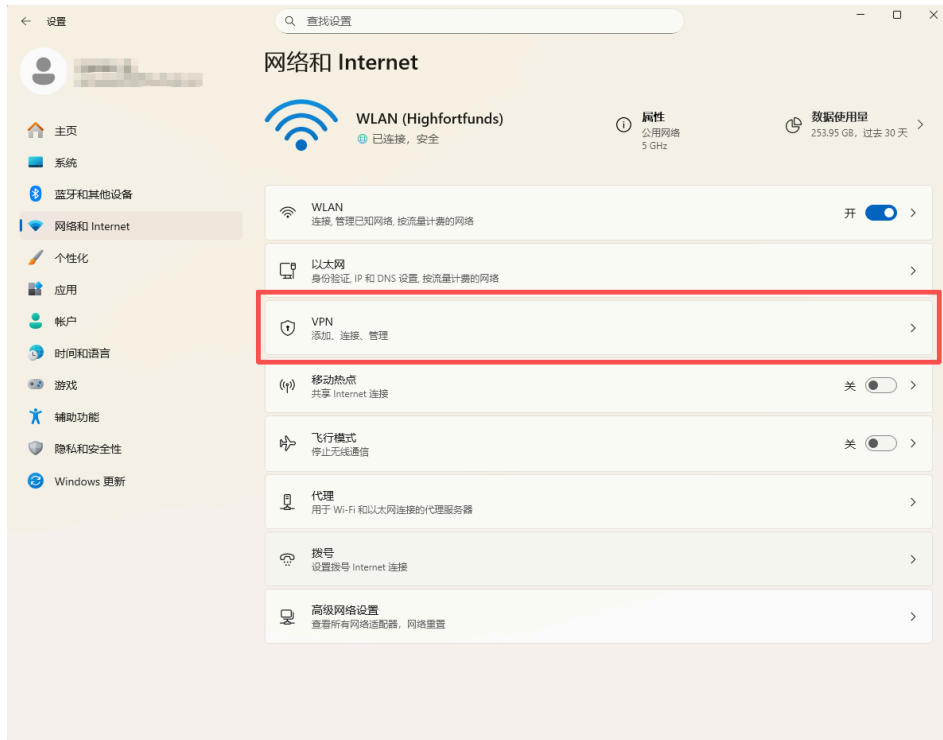 设置
查找设置
网络和 Internet
WLAN (Highfortfunds)
已连接，安全
属性
公用网络
5 GHz
数据使用量
253.95 GB，过去 30 天
主页
系统
蓝牙和其他设备
网络和 Internet
个性化
应用
帐户
时间和语言
游戏
辅助功能
隐私和安全性
Windows 更新
WLAN
连接, 管理已知网络, 按流量计费的网络
开
以太网
身份验证, IP 和 DNS 设置, 按流量计费的网络
VPN
添加、连接、管理
移动热点
共享 Internet 连接
关
飞行模式
停止无线通信
关
代理
用于 Wi-Fi 和以太网连接的代理服务器
拨号
设置拨号 Internet 连接
高级网络设置
查看所有网络适配器，网络重置